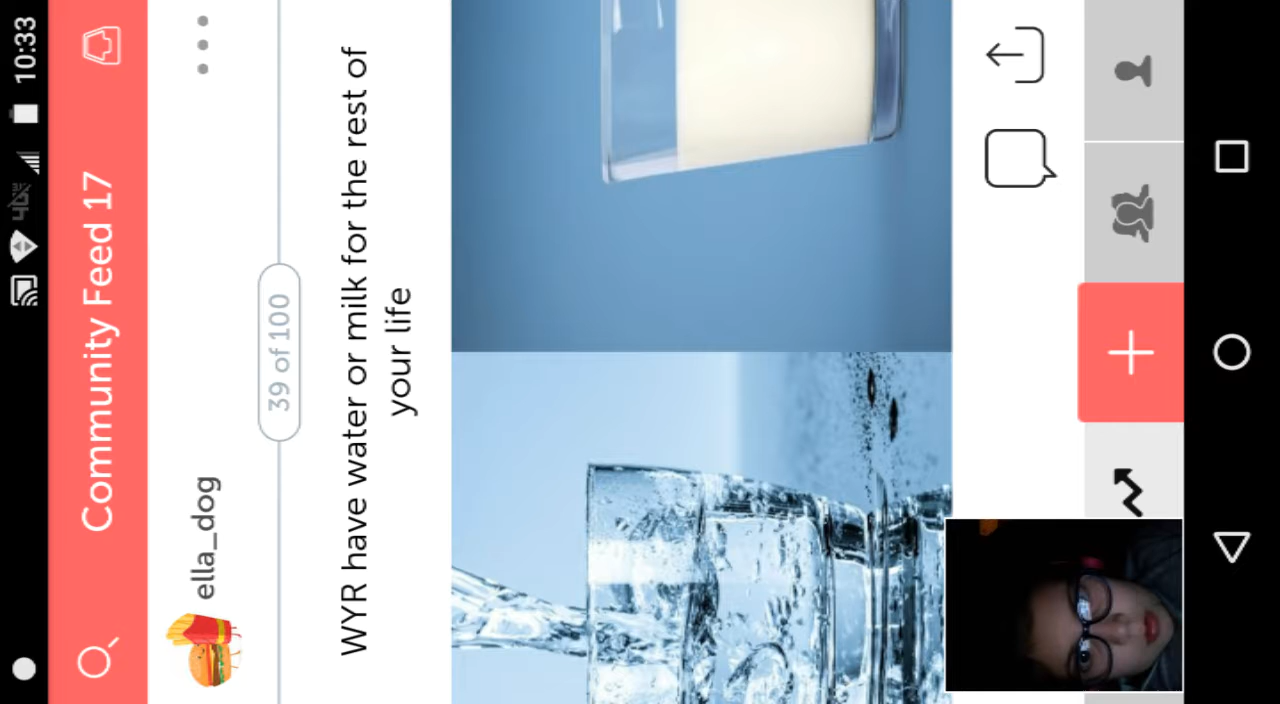 4G 10:33
Community Feed 17
ella_dog
39 of 100
WYR have water or milk for the rest of
your life